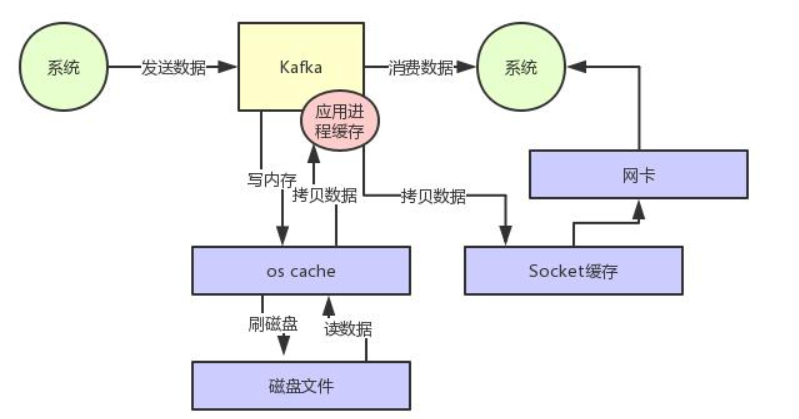 系统
发送数据
Kafka
消费数据
系统
应用进
程缓存
网卡
写内存
拷贝数据
拷贝数据
os cache
Socket缓存
刷磁盘
读数据
磁盘文件